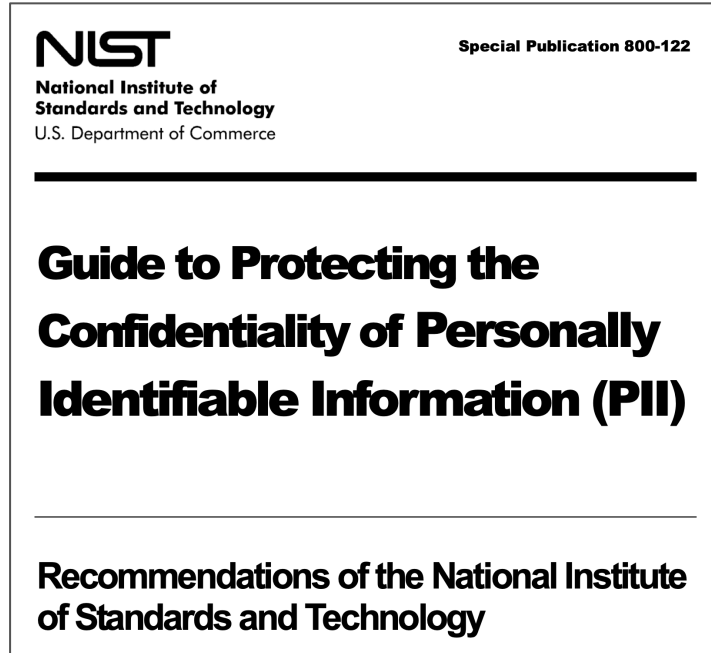 NIST
Special Publication 800-122
National Institute of
Standards and Technology
U.S. Department of Commerce
Guide to Protecting the
Confidentiality of Personally
Identifiable Information (PII)
Recommendations of the National Institute
of Standards and Technology